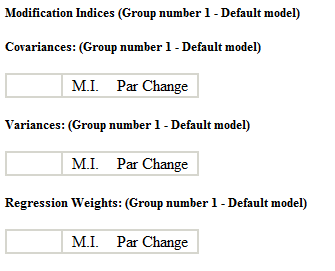 Modification Indices (Group number 1 - Default model)
Covariances: (Group number 1 - Default model)
M.I. Par Change
Variances: (Group number 1 - Default model)
M.I. Par Change
Regression Weights: (Group number 1 - Default model)
M.I. Par Change